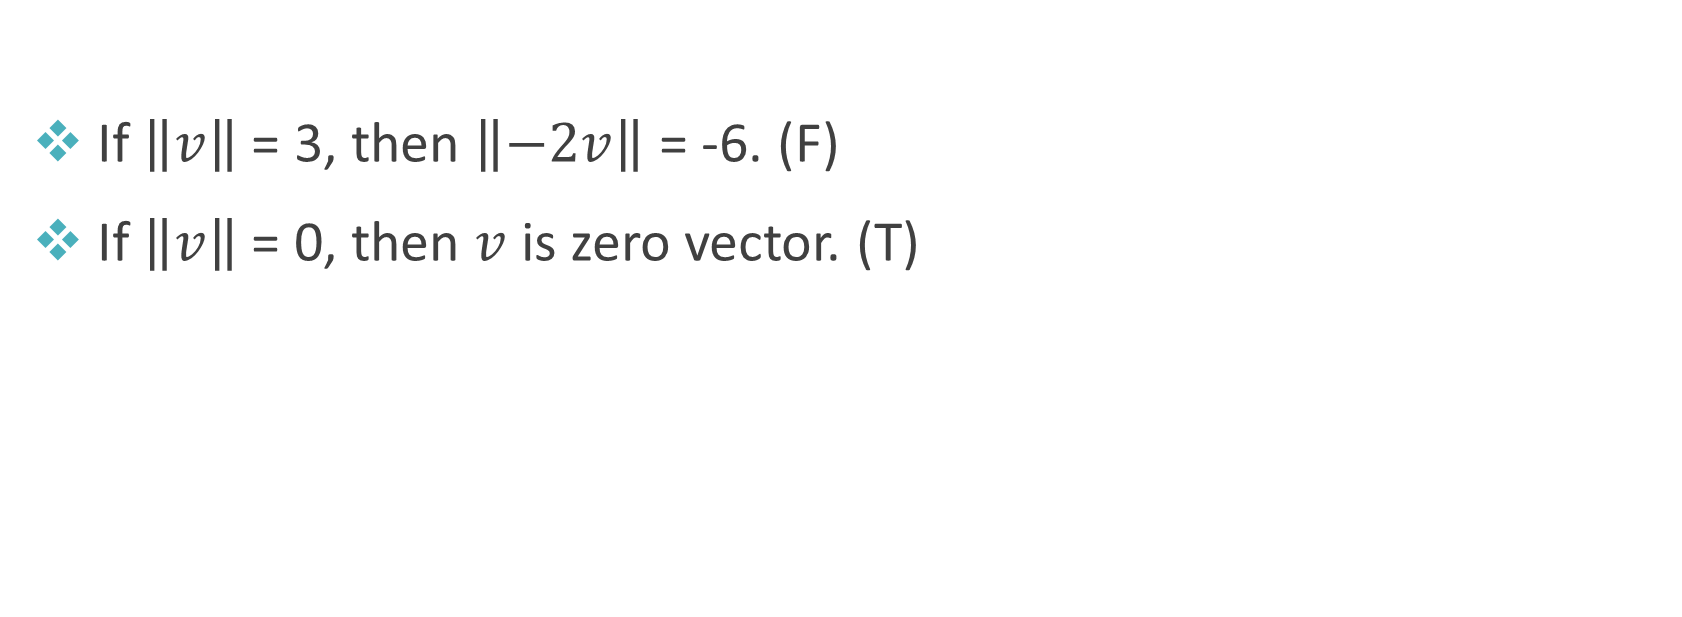 ❖ If ‖𝑣‖ = 3, then ‖−2𝑣‖ = -6. (F)
❖ If ‖𝑣‖ = 0, then 𝑣 is zero vector. (T)